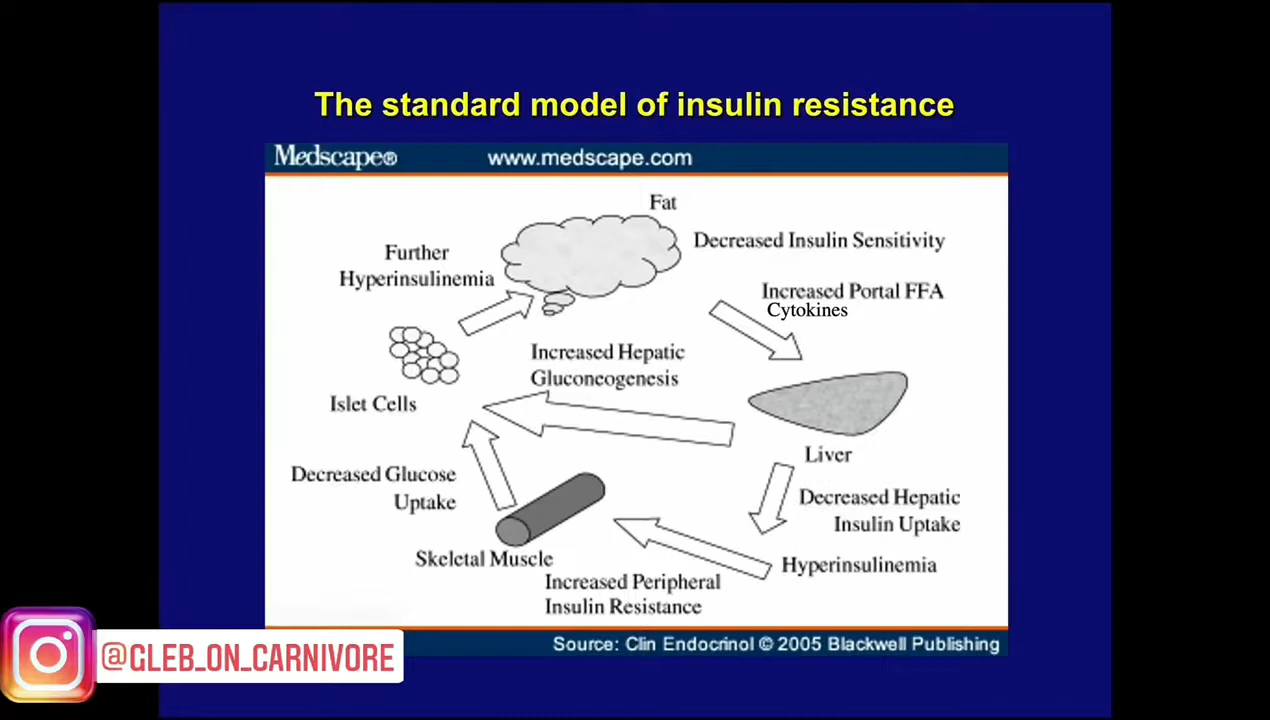 The standard model of insulin resistance
Medscape® www.medscape.com
Fat
Decreased Insulin Sensitivity
Further
Hyperinsulinemia
Increased Portal FFA
Cytokines
Increased Hepatic
Gluconeogenesis
Islet Cells
Liver
Decreased Glucose
Uptake
Decreased Hepatic
Insulin Uptake
Skeletal Muscle
Hyperinsulinemia
Increased Peripheral
Insulin Resistance
Source: Clin Endocrinol © 2005 Blackwell Publishing
@GLEB_ON_CARNIVORE